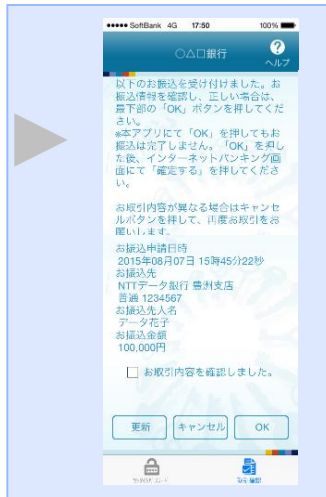 SoftBank 4G 17:50 100%
○△□銀行
?
ヘルプ
以下のお振込を受け付けました。お
振込情報を確認し、正しい場合は、
最下部の「OK」ボタンを押してくだ
さい。
※本アプリにて「OK」を押してもお
振込は完了しません。「OK」を押し
た後、インターネットバンキング画
面にて「確定する」を押してくださ
い。
お取引内容が異なる場合はキャンセ
ルボタンを押して、再度お取引をお
願いします。
お振込申請日時
2015年08月07日 15時45分22秒
お振込先
NTTデータ銀行 豊洲支店
普通 1234567
お振込先人名
データ花子
お振込金額
100,000円
お取引内容を確認しました。
更新 キャンセル OK
取引確認